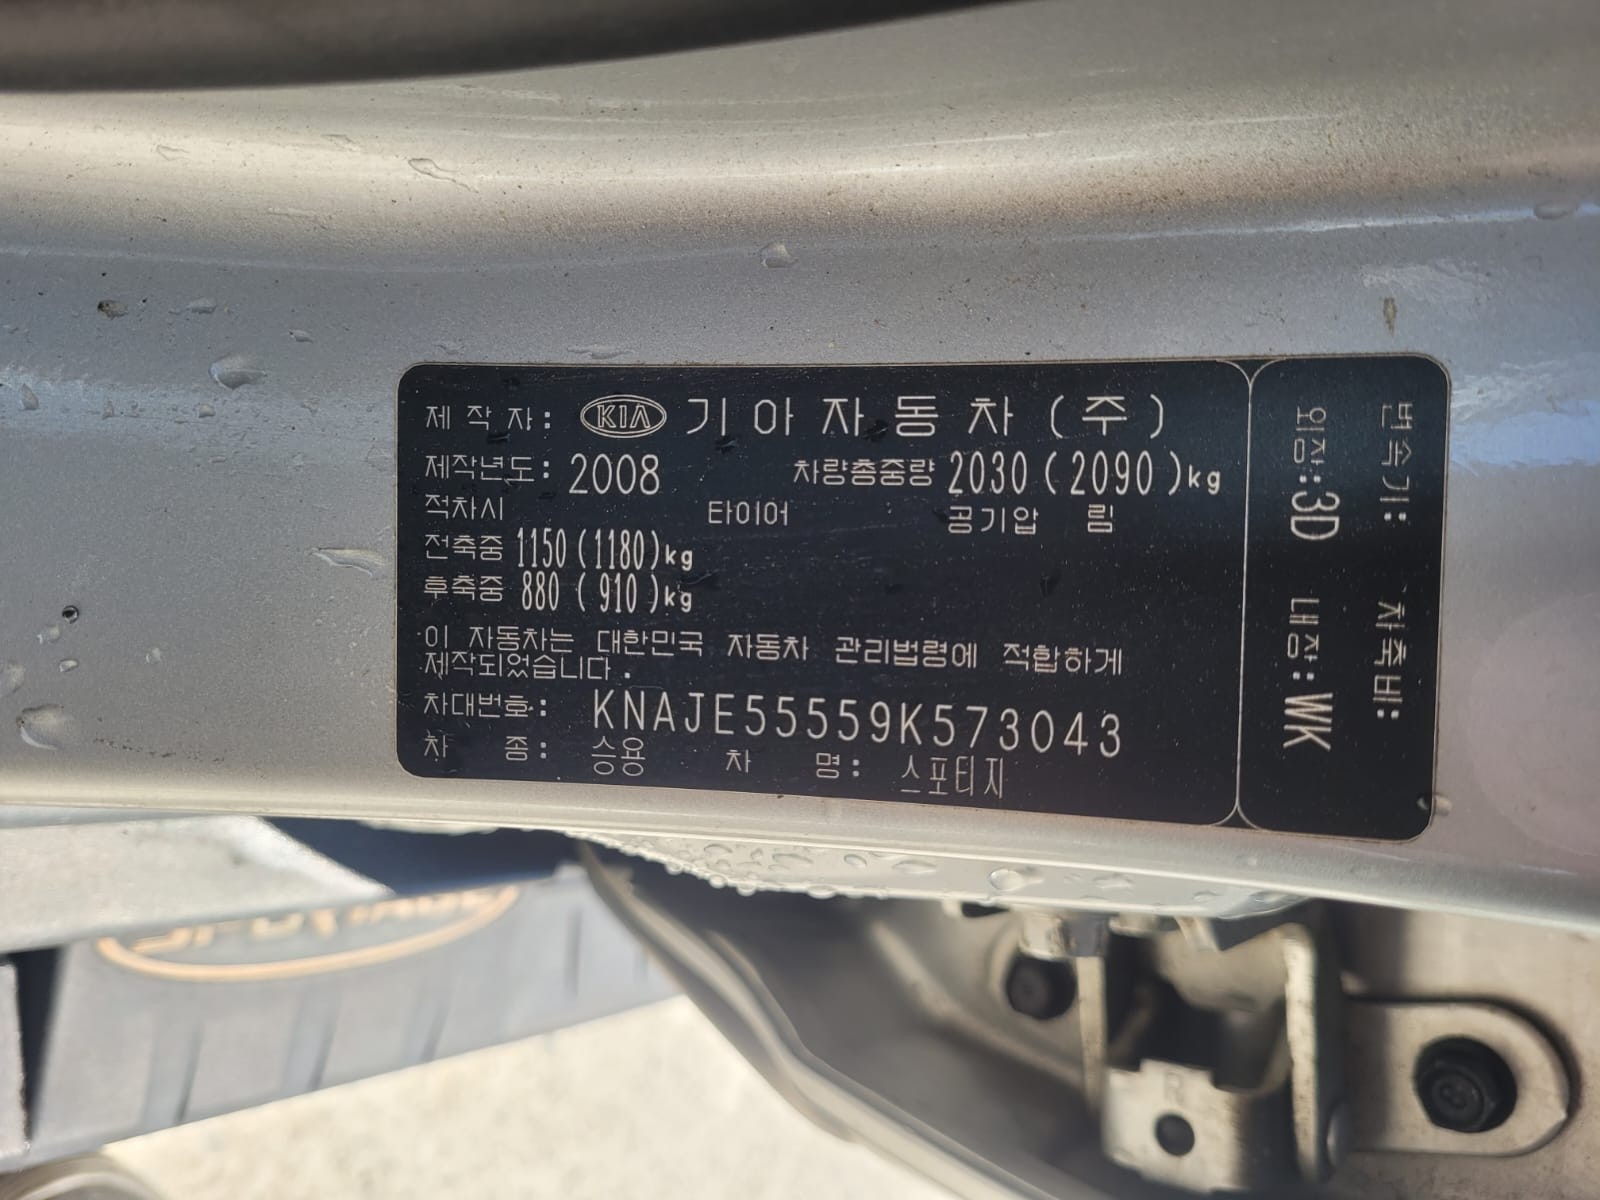 제 작 자: KIA 기아자동차(주)
제작년도: 2008 차량총중량 2030 (2090)kg
적차시 타이어 공기압 림
전축중 1150 (1180)kg
후축중 880 (910)kg
이 자동차는 대한민국 자동차 관리법령에 적합하게
제작되었습니다.
차대번호: KNAJE55559K573043
차 종: 승용 차 명: 스포티지
변속기: 차축비:
외장:3D 내장:WK
SPORTAGE
R
8